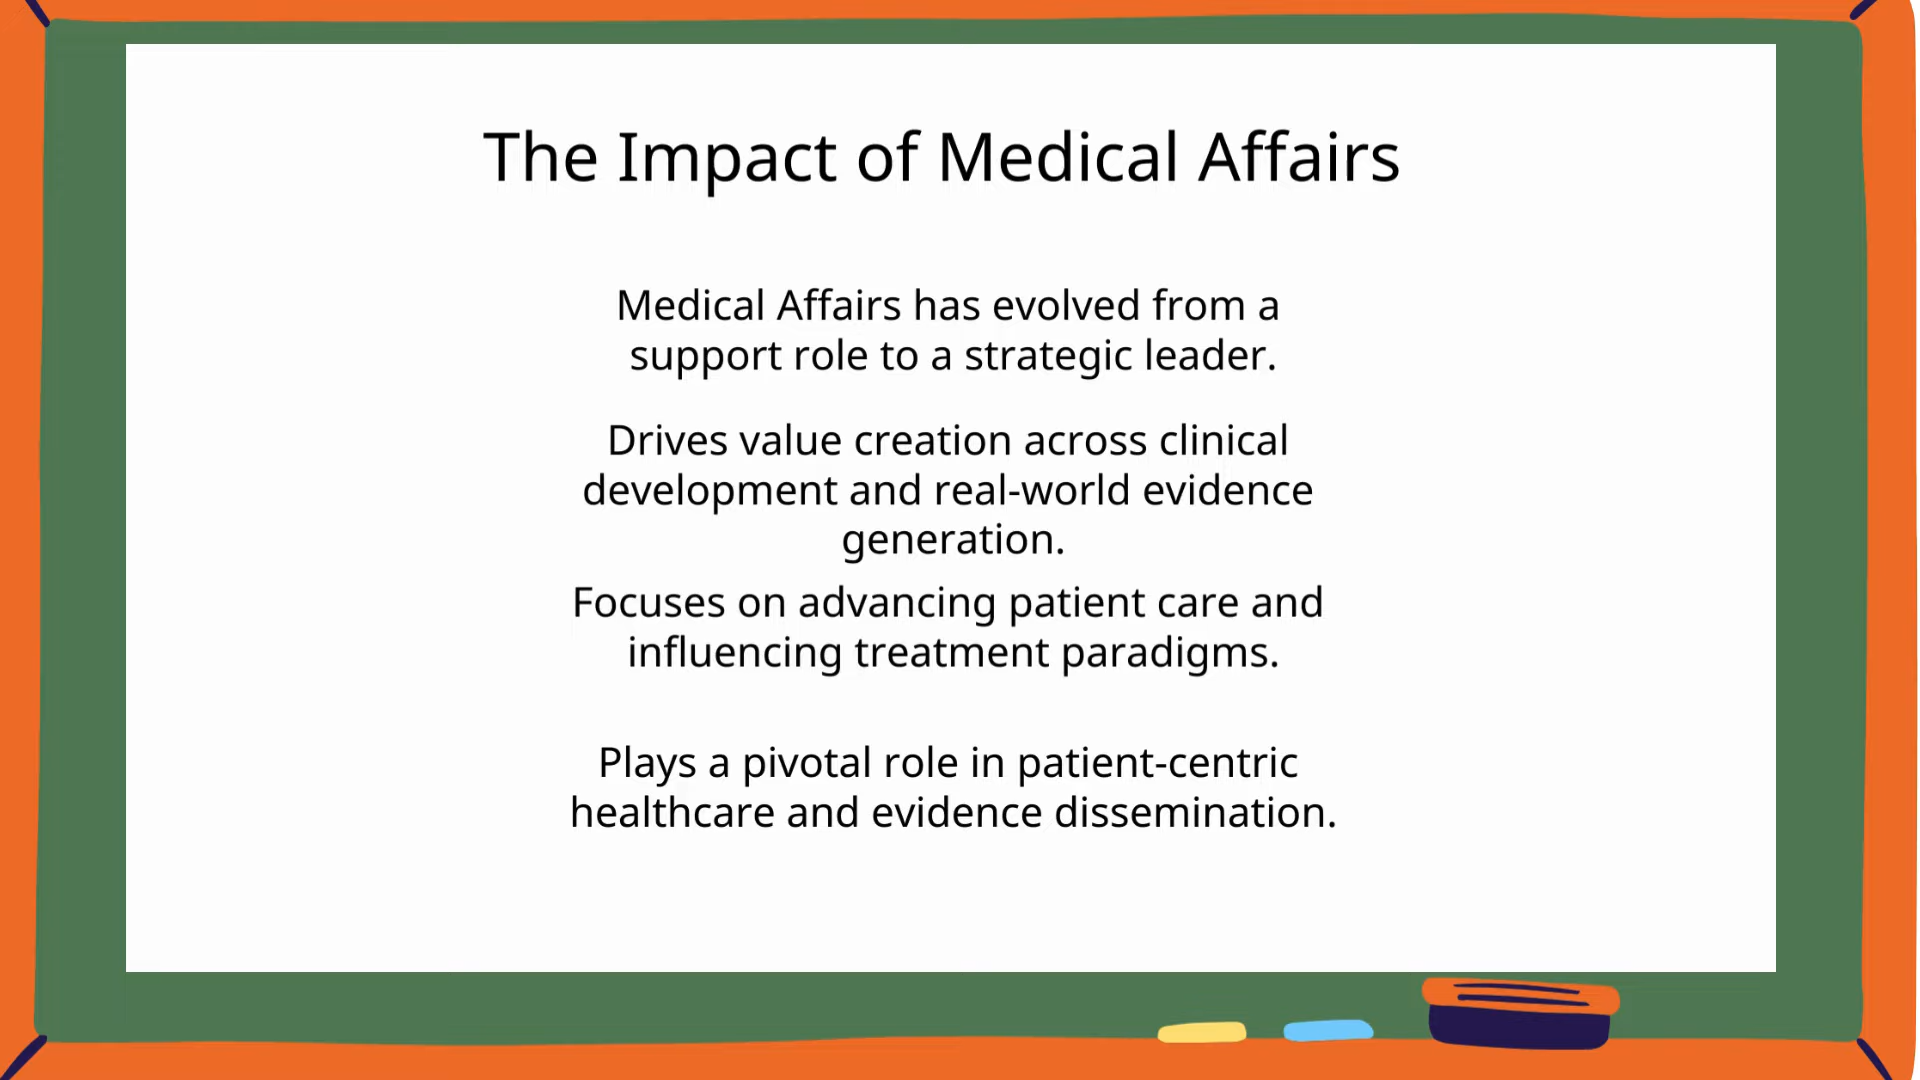 The Impact of Medical Affairs
Medical Affairs has evolved from a
support role to a strategic leader.
Drives value creation across clinical
development and real-world evidence
generation.
Focuses on advancing patient care and
influencing treatment paradigms.
Plays a pivotal role in patient-centric
healthcare and evidence dissemination.